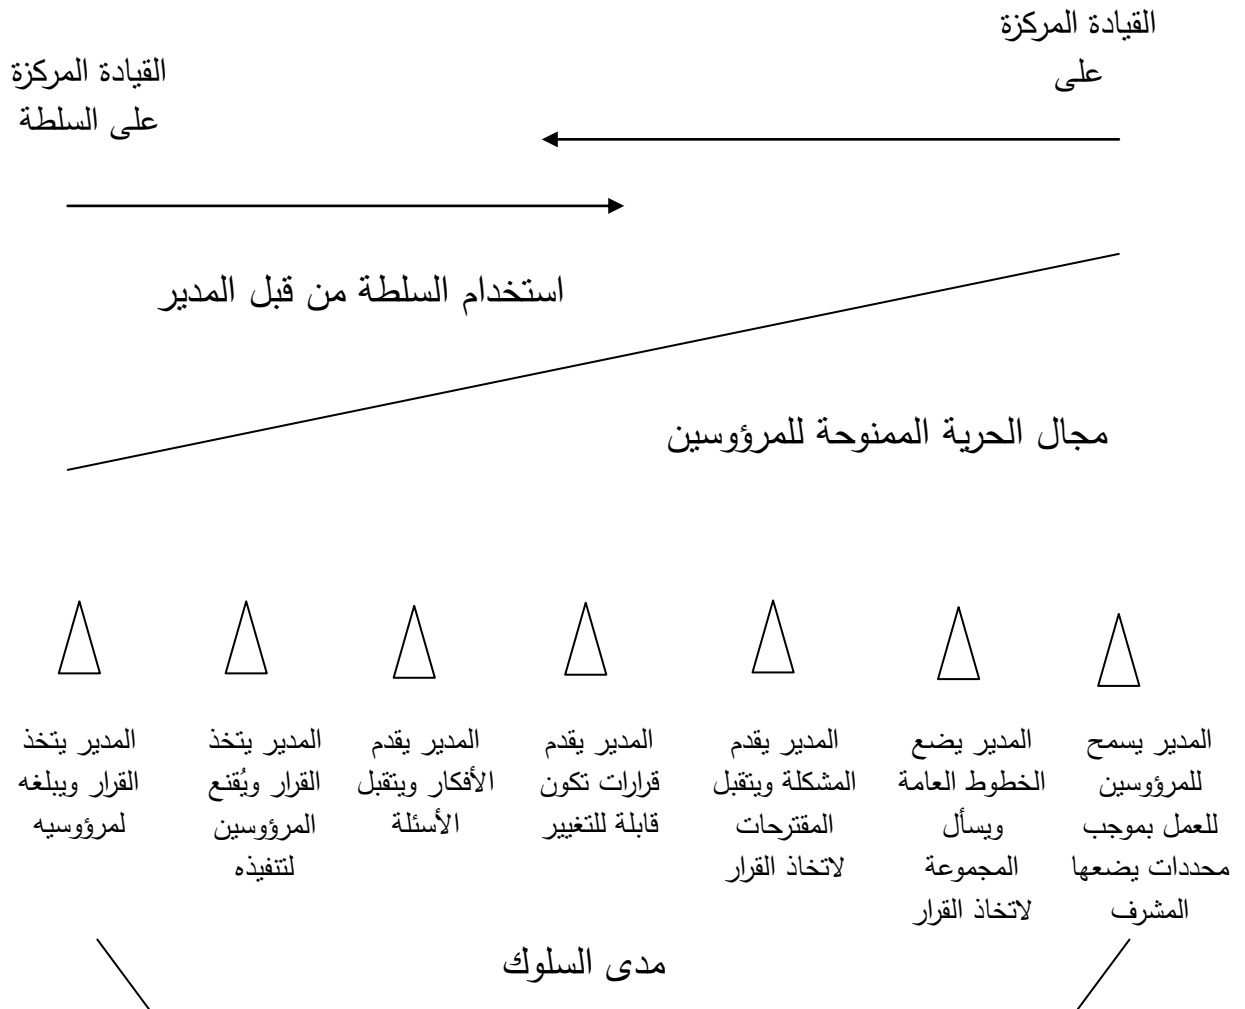 القيادة المركزة
على
القيادة المركزة
على السلطة
استخدام السلطة من قبل المدير
مجال الحرية الممنوحة للمرؤوسين
المدير يسمح
للمرؤوسين
للعمل بموجب
محددات يضعها
المشرف
المدير يضع
الخطوط العامة
ويسأل
المجموعة
لاتخاذ القرار
المدير يقدم
المشكلة ويتقبل
المقترحات
لاتخاذ القرار
المدير يقدم
قرارات تكون
قابلة للتغيير
المدير يقدم
الأفكار ويتقبل
الأسئلة
المدير يتخذ
القرار ويُقنع
المرؤوسين
لتنفيذه
المدير يتخذ
القرار ويبلغه
لمرؤوسيه
مدى السلوك